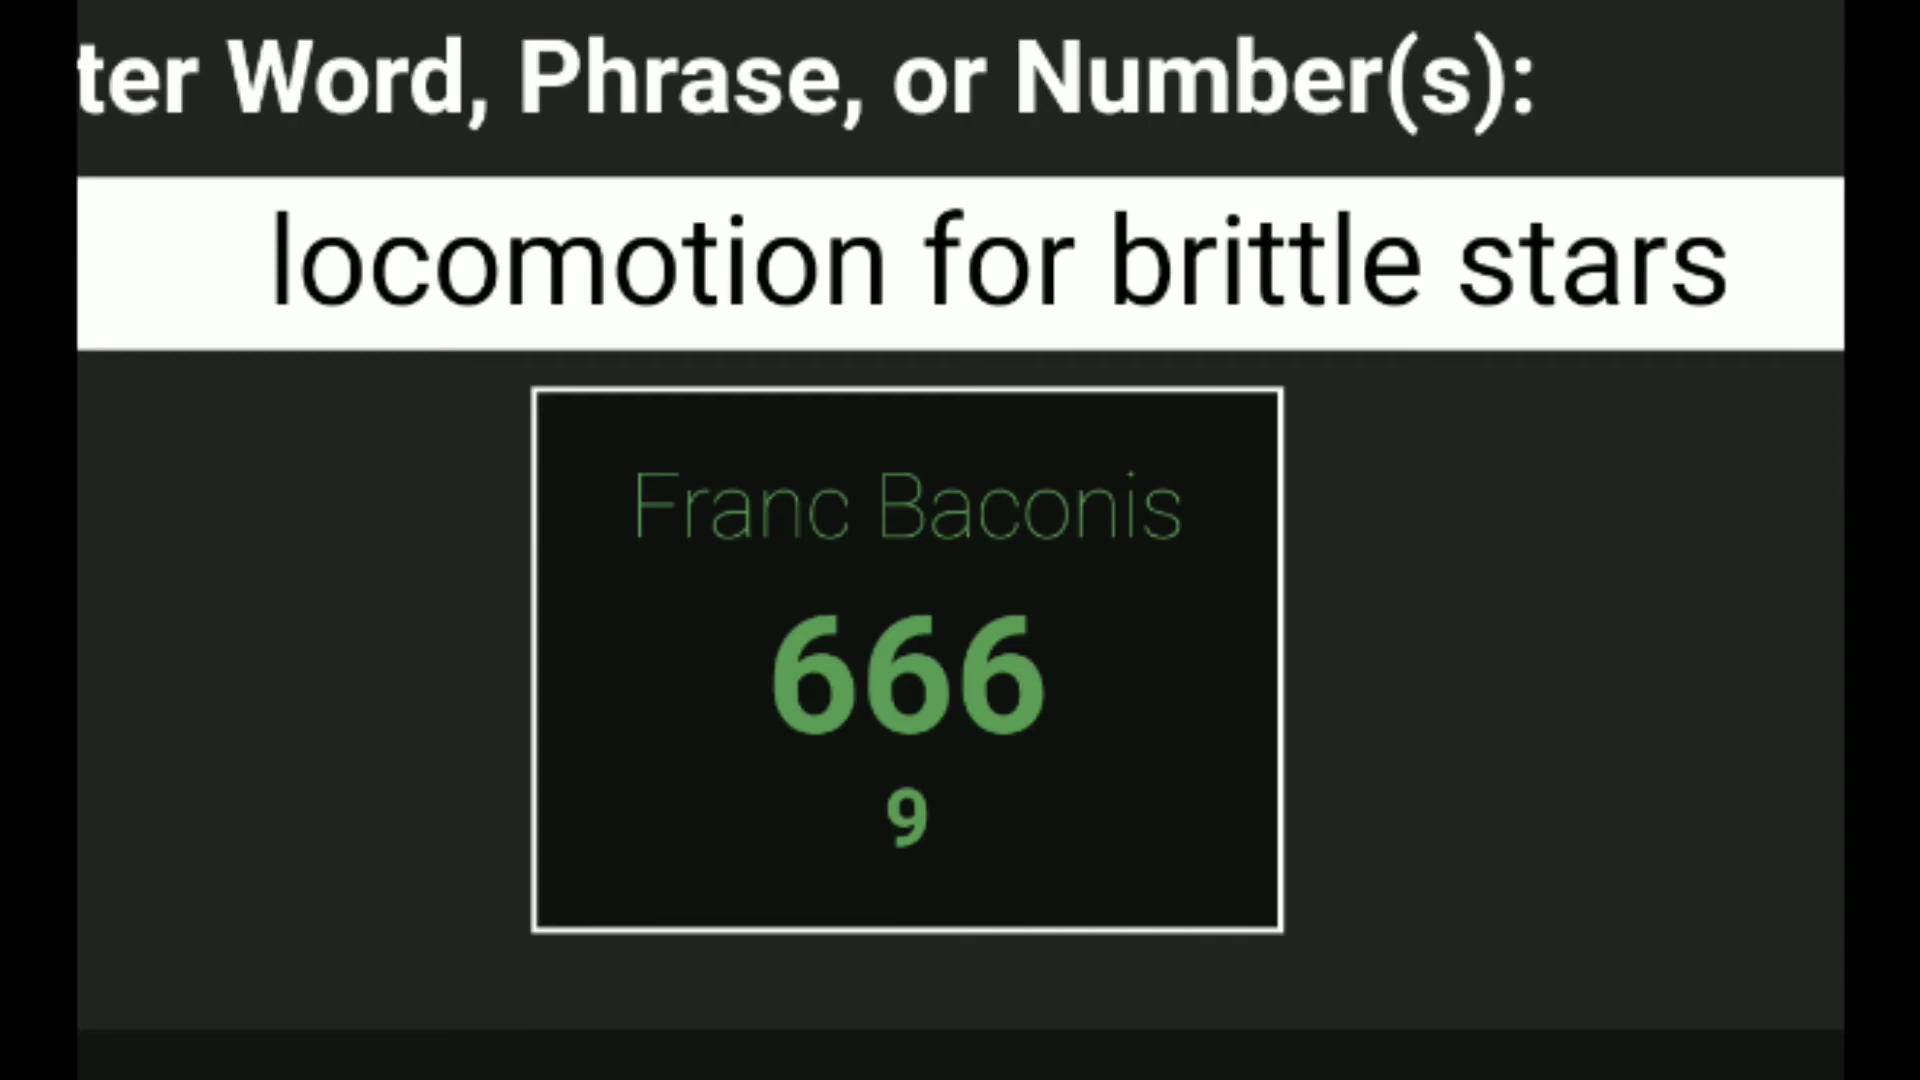 ter Word, Phrase, or Number(s):
locomotion for brittle stars
Franc Baconis
666
9